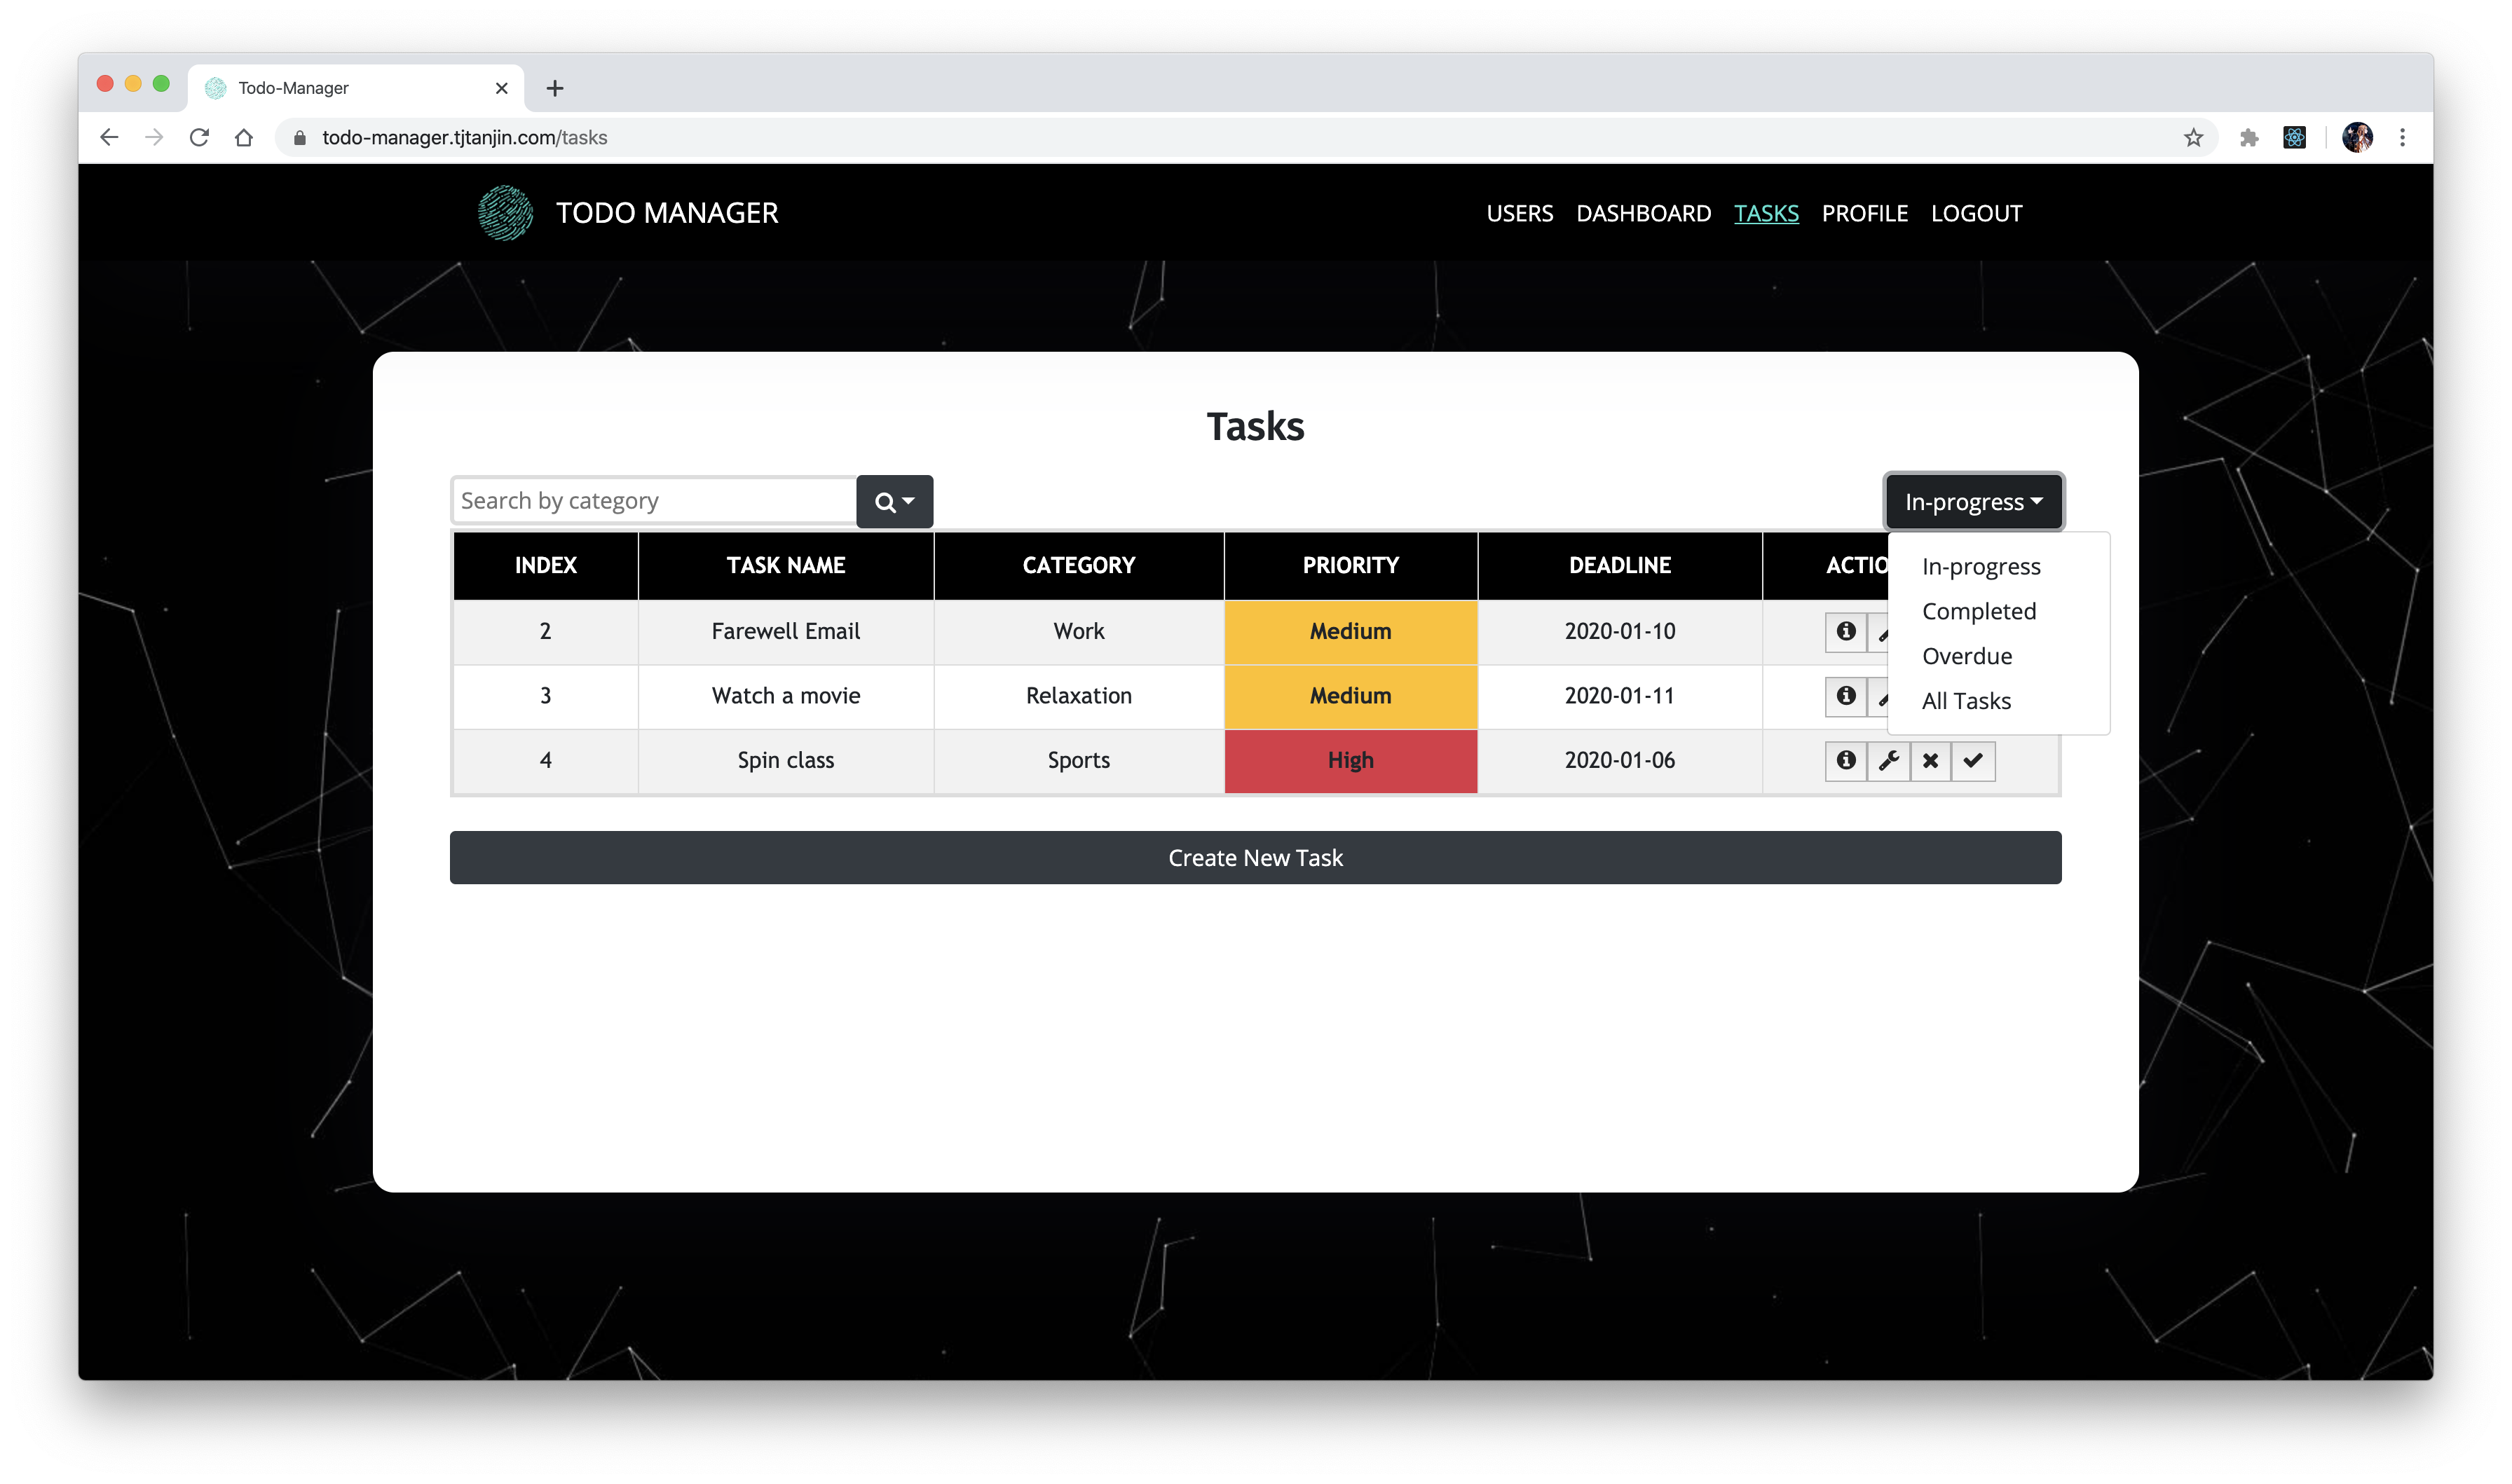 Todo-Manager
todo-manager.tjtanjin.com/tasks
TODO MANAGER
USERS DASHBOARD TASKS PROFILE LOGOUT
Tasks
Search by category
In-progress
INDEX TASK NAME CATEGORY PRIORITY DEADLINE ACTIO
2 Farewell Email Work Medium 2020-01-10
3 Watch a movie Relaxation Medium 2020-01-11
4 Spin class Sports High 2020-01-06
In-progress
Completed
Overdue
All Tasks
Create New Task